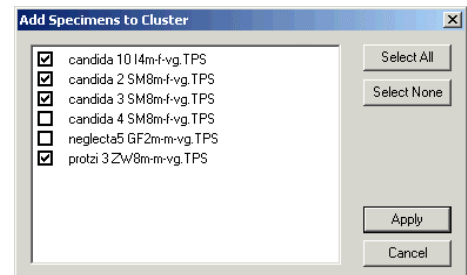 Add Specimens to Cluster
candida 10 I4m-f-vg.TPS
candida 2 SM8m-f-vg.TPS
candida 3 SM8m-f-vg.TPS
candida 4 SM8m-f-vg.TPS
neglecta5 GF2m-m-vg.TPS
protzi 3 ZW8m-m-vg.TPS
Select All
Select None
Apply
Cancel